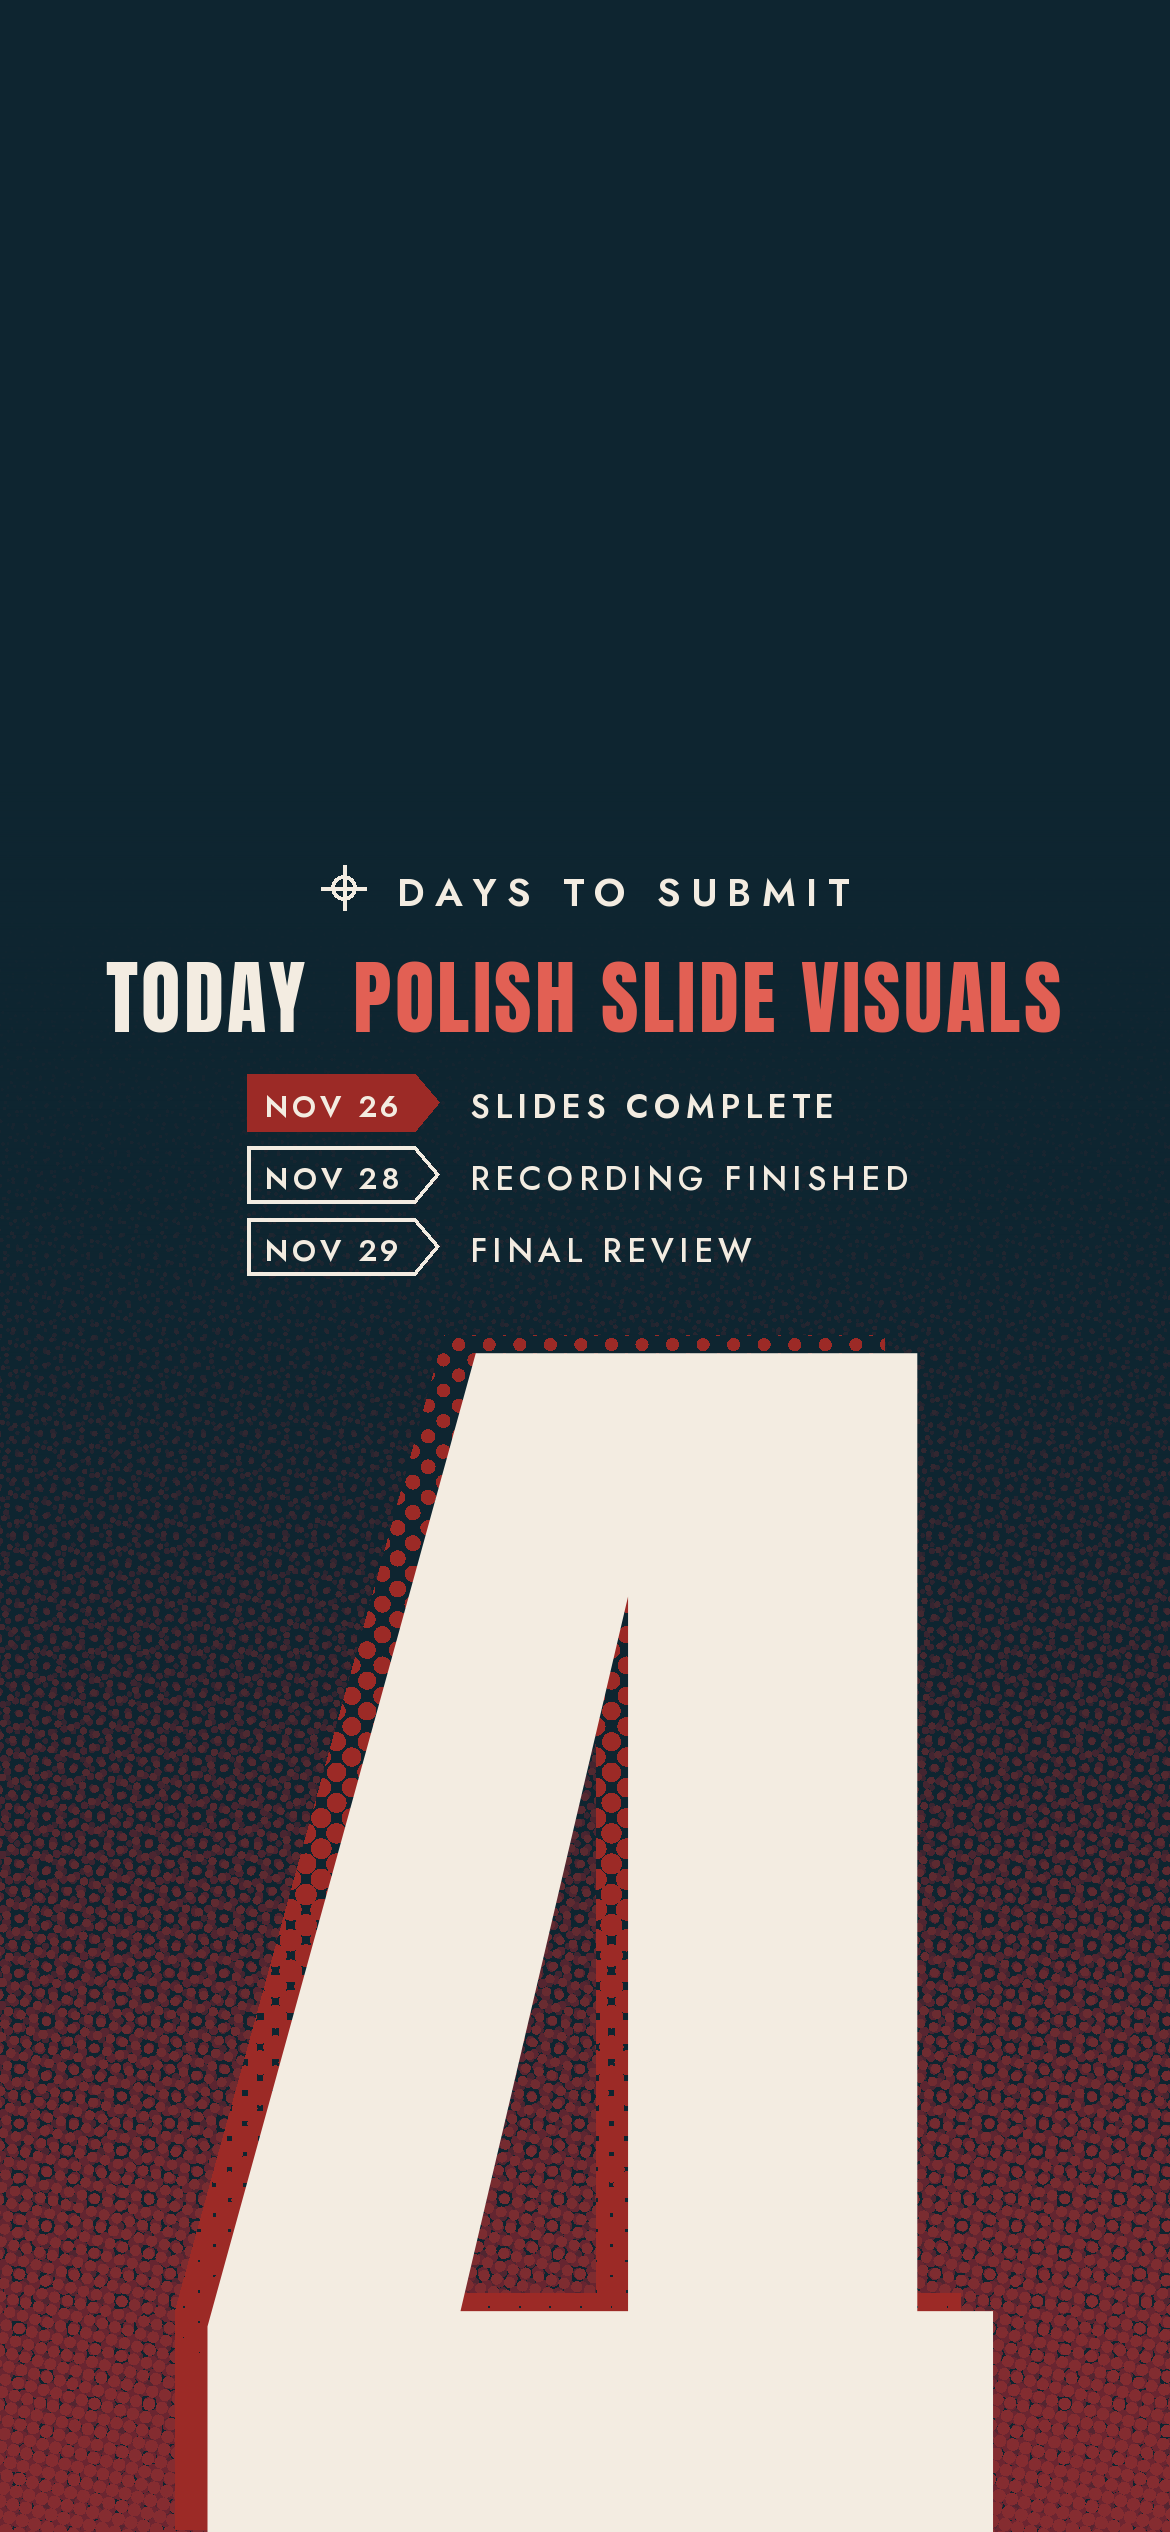 DAYS TO SUBMIT
TODAY POLISH SLIDE VISUALS
NOV 26 SLIDES COMPLETE
NOV 28 RECORDING FINISHED
NOV 29 FINAL REVIEW
4